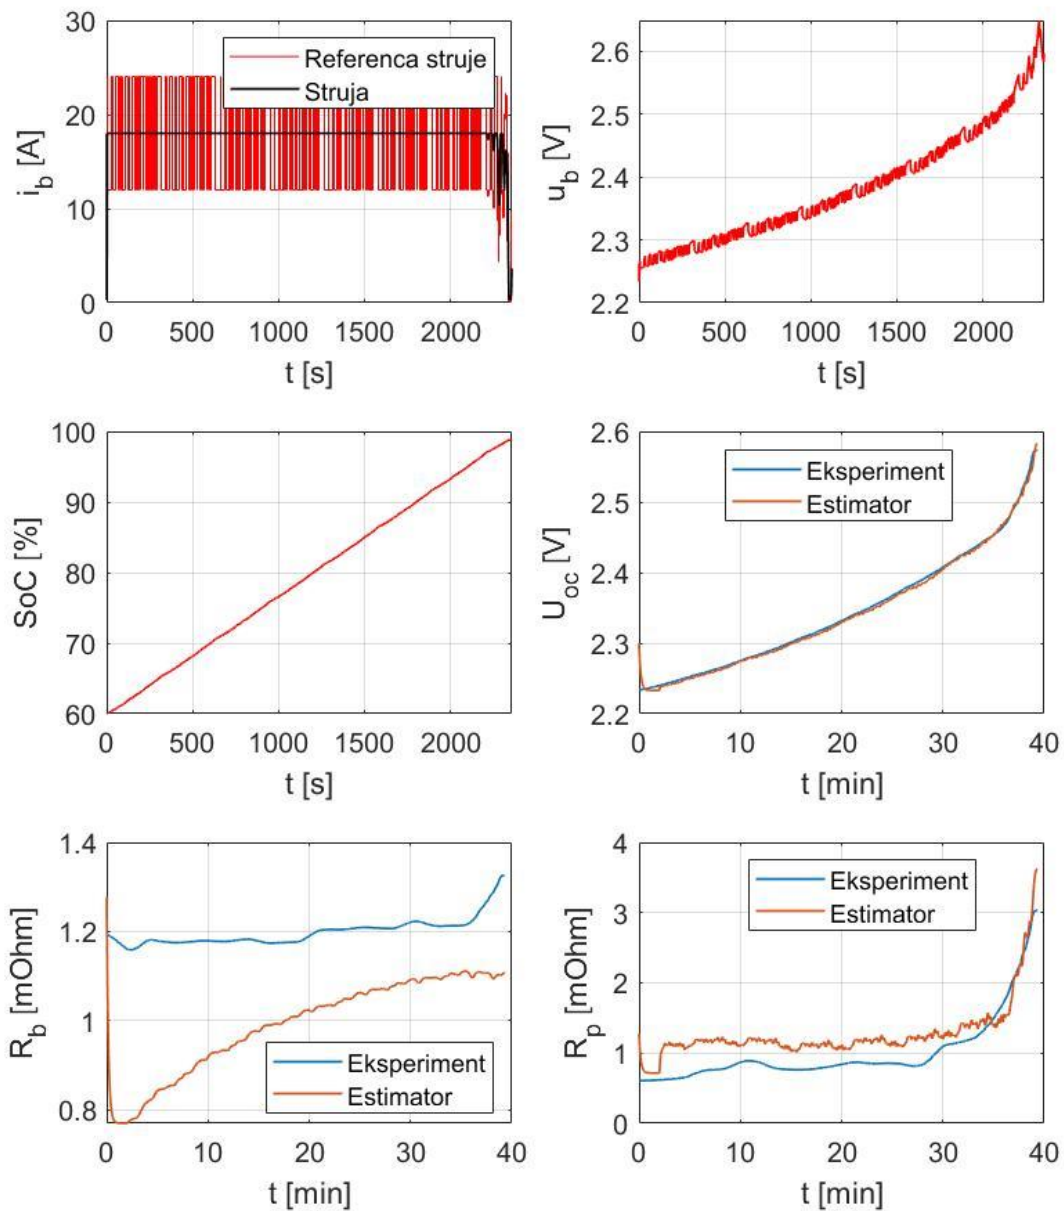 30
20
10
0
i_b [A]
Referenca struje
Struja
0 500 1000 1500 2000
t [s]
2.6
2.5
2.4
2.3
2.2
u_b [V]
0 500 1000 1500 2000
t [s]
100
90
80
70
60
SoC [%]
0 500 1000 1500 2000
t [s]
2.6
2.5
2.4
2.3
2.2
U_oc [V]
Eksperiment
Estimator
0 10 20 30 40
t [min]
1.4
1.2
1
0.8
R_b [mOhm]
Eksperiment
Estimator
0 10 20 30 40
t [min]
4
3
2
1
0
R_p [mOhm]
Eksperiment
Estimator
0 10 20 30 40
t [min]